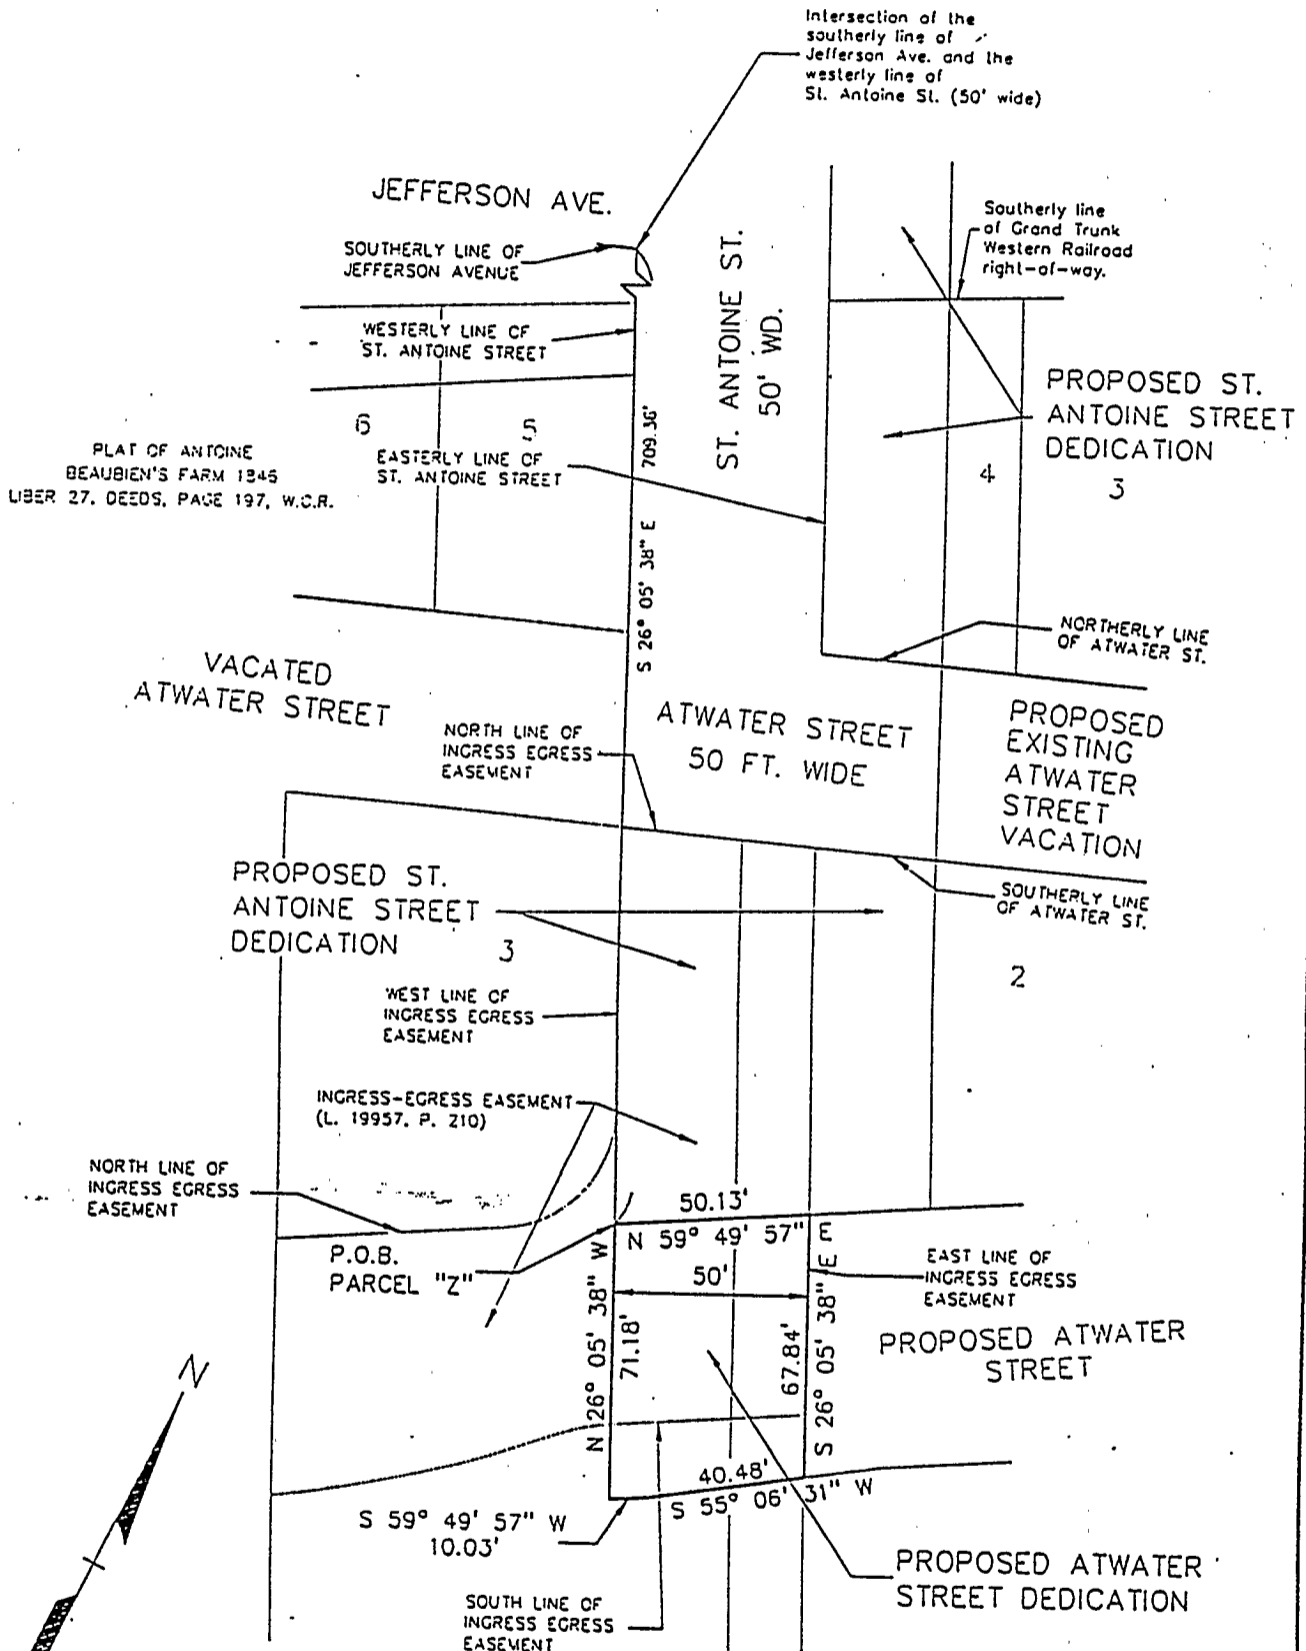 Intersection of the
southerly line of
Jefferson Ave. and the
westerly line of
St. Antoine St. (50' wide)
JEFFERSON AVE.
SOUTHERLY LINE OF
JEFFERSON AVENUE
ST. ANTOINE ST.
50' WD.
Southerly line
of Grand Trunk
Western Railroad
right-of-way.
WESTERLY LINE OF
ST. ANTOINE STREET
PROPOSED ST.
ANTOINE STREET
DEDICATION
3
4
6
5
709.36'
S 26° 05' 38" E
PLAT OF ANTOINE
BEAUBIEN'S FARM 1846
LIBER 27, DEEDS, PAGE 197, W.C.R.
EASTERLY LINE OF
ST. ANTOINE STREET
NORTHERLY LINE
OF ATWATER ST.
VACATED
ATWATER STREET
NORTH LINE OF
INGRESS EGRESS
EASEMENT
ATWATER STREET
50 FT. WIDE
PROPOSED
EXISTING
ATWATER
STREET
VACATION
PROPOSED ST.
ANTOINE STREET
DEDICATION
3
SOUTHERLY LINE
OF ATWATER ST.
2
WEST LINE OF
INGRESS EGRESS
EASEMENT
INGRESS-EGRESS EASEMENT
(L. 19957, P. 210)
NORTH LINE OF
INGRESS EGRESS
EASEMENT
50.13'
N 59° 49' 57" E
P.O.B.
PARCEL "Z"
50'
EAST LINE OF
INGRESS EGRESS
EASEMENT
N 26° 05' 38" W
71.18'
67.84'
S 26° 05' 38" E
PROPOSED ATWATER
STREET
N
40.48'
S 55° 06' 31" W
S 59° 49' 57" W
10.03'
PROPOSED ATWATER
STREET DEDICATION
SOUTH LINE OF
INGRESS EGRESS
EASEMENT